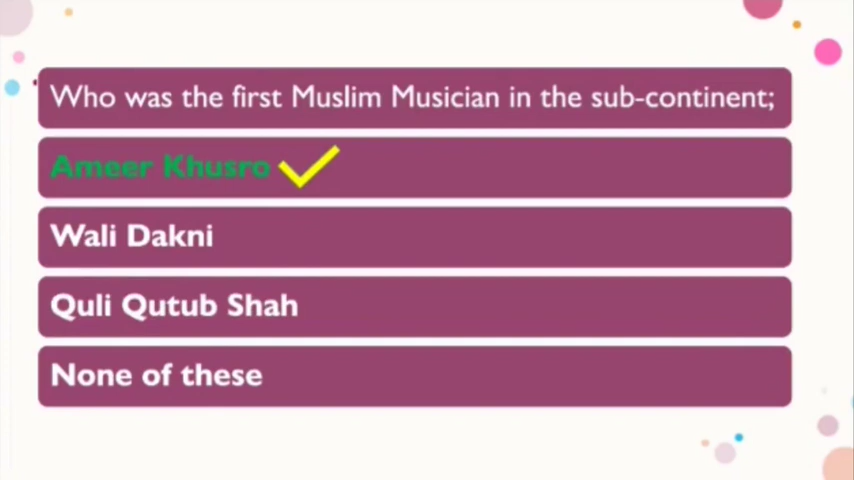 Who was the first Muslim Musician in the sub-continent;
Ameer Khusro
Wali Dakni
Quli Qutub Shah
None of these